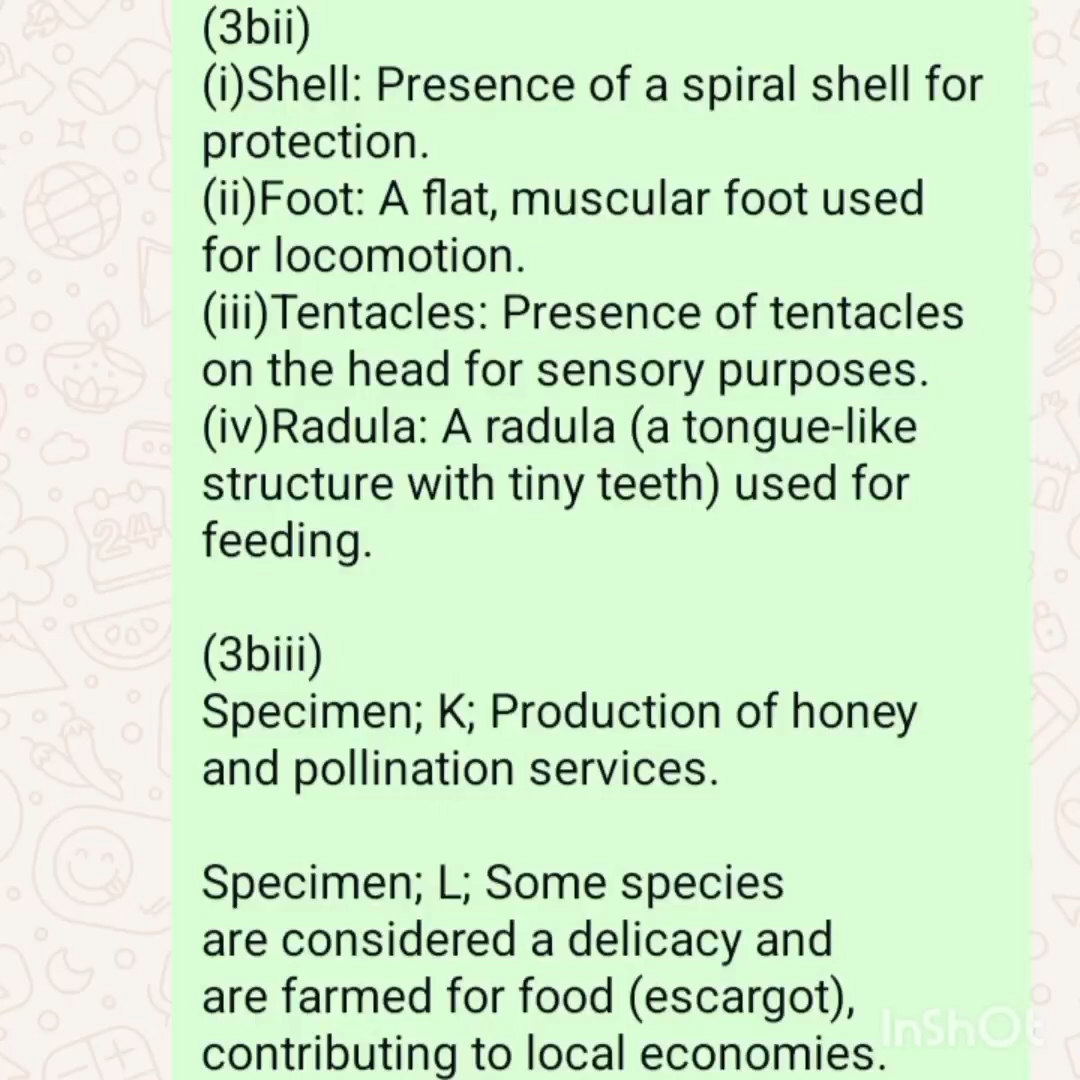 (3bii)
(i)Shell: Presence of a spiral shell for
protection.
(ii)Foot: A flat, muscular foot used
for locomotion.
(iii)Tentacles: Presence of tentacles
on the head for sensory purposes.
(iv)Radula: A radula (a tongue-like
structure with tiny teeth) used for
feeding.
(3biii)
Specimen; K; Production of honey
and pollination services.
Specimen; L; Some species
are considered a delicacy and
are farmed for food (escargot),
contributing to local economies.
InShOt
24